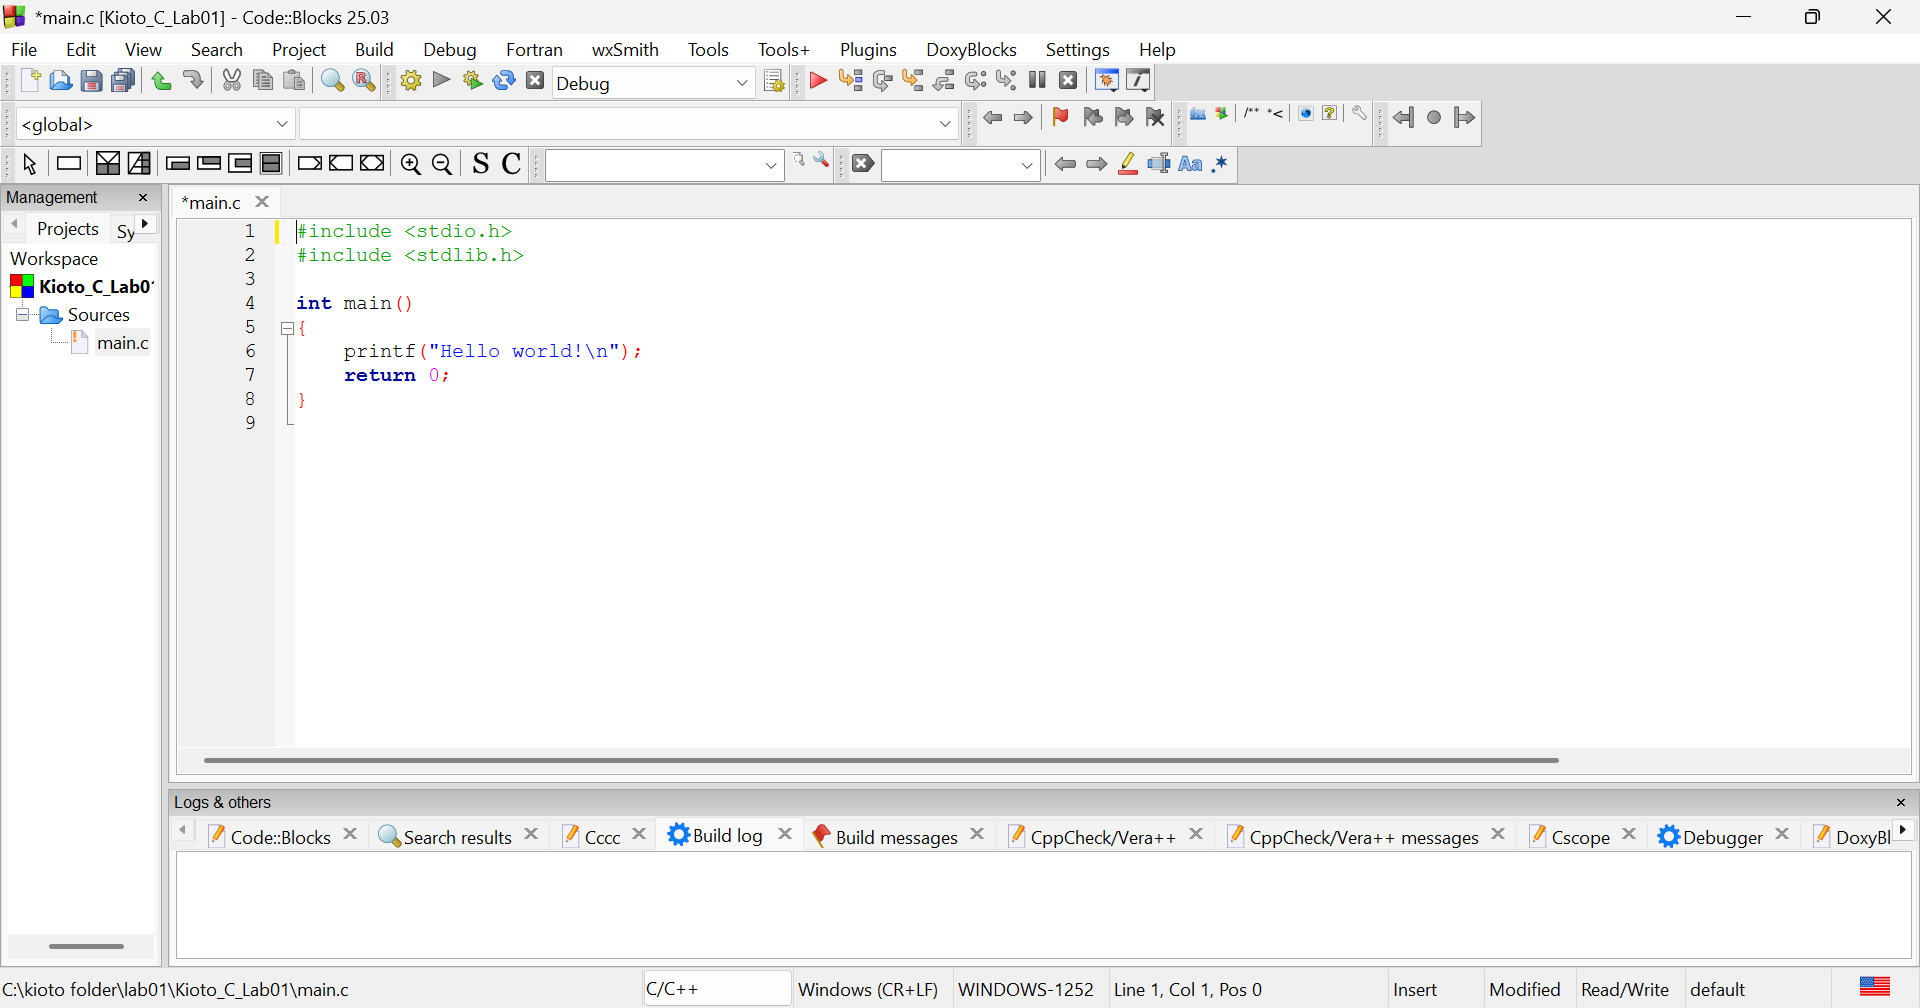 *main.c [Kioto_C_Lab01] - Code::Blocks 25.03
File Edit View Search Project Build Debug Fortran wxSmith Tools Tools+ Plugins DoxyBlocks Settings Help
Debug
<global>
/** *<
S C
Aa .*
Management
*main.c
Projects Sy
Workspace
Kioto_C_Lab01
Sources
main.c
1 #include <stdio.h>
2 #include <stdlib.h>
3
4 int main()
5 {
6 printf("Hello world!\n");
7 return 0;
8 }
9
Logs & others
Code::Blocks Search results Cccc Build log Build messages CppCheck/Vera++ CppCheck/Vera++ messages Cscope Debugger DoxyBl
C:\kioto folder\lab01\Kioto_C_Lab01\main.c C/C++ Windows (CR+LF) WINDOWS-1252 Line 1, Col 1, Pos 0 Insert Modified Read/Write default